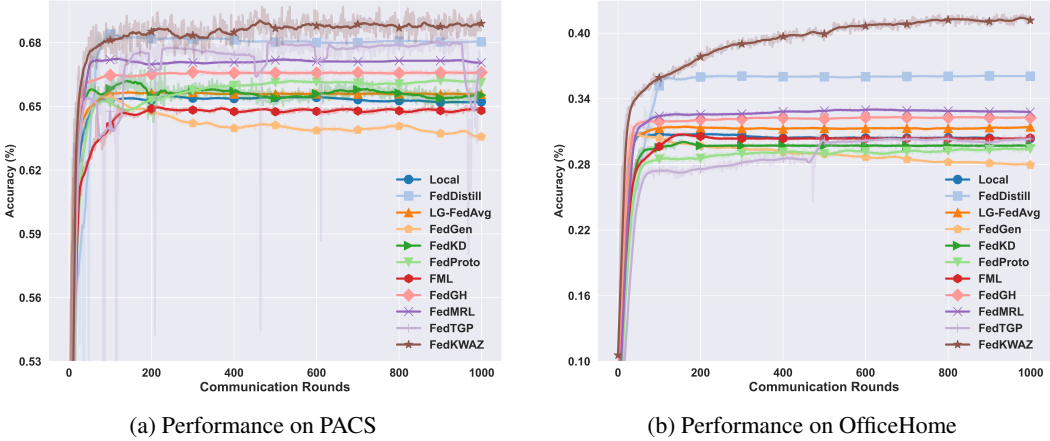 0.68
0.65
0.62
0.59
0.56
0.53
Accuracy (%)
0 200 400 600 800 1000
Communication Rounds
Local
FedDistill
LG-FedAvg
FedGen
FedKD
FedProto
FML
FedGH
FedMRL
FedTGP
FedKWAZ
(a) Performance on PACS
0.40
0.34
0.28
0.22
0.16
0.10
Accuracy (%)
0 200 400 600 800 1000
Communication Rounds
Local
FedDistill
LG-FedAvg
FedGen
FedKD
FedProto
FML
FedGH
FedMRL
FedTGP
FedKWAZ
(b) Performance on OfficeHome